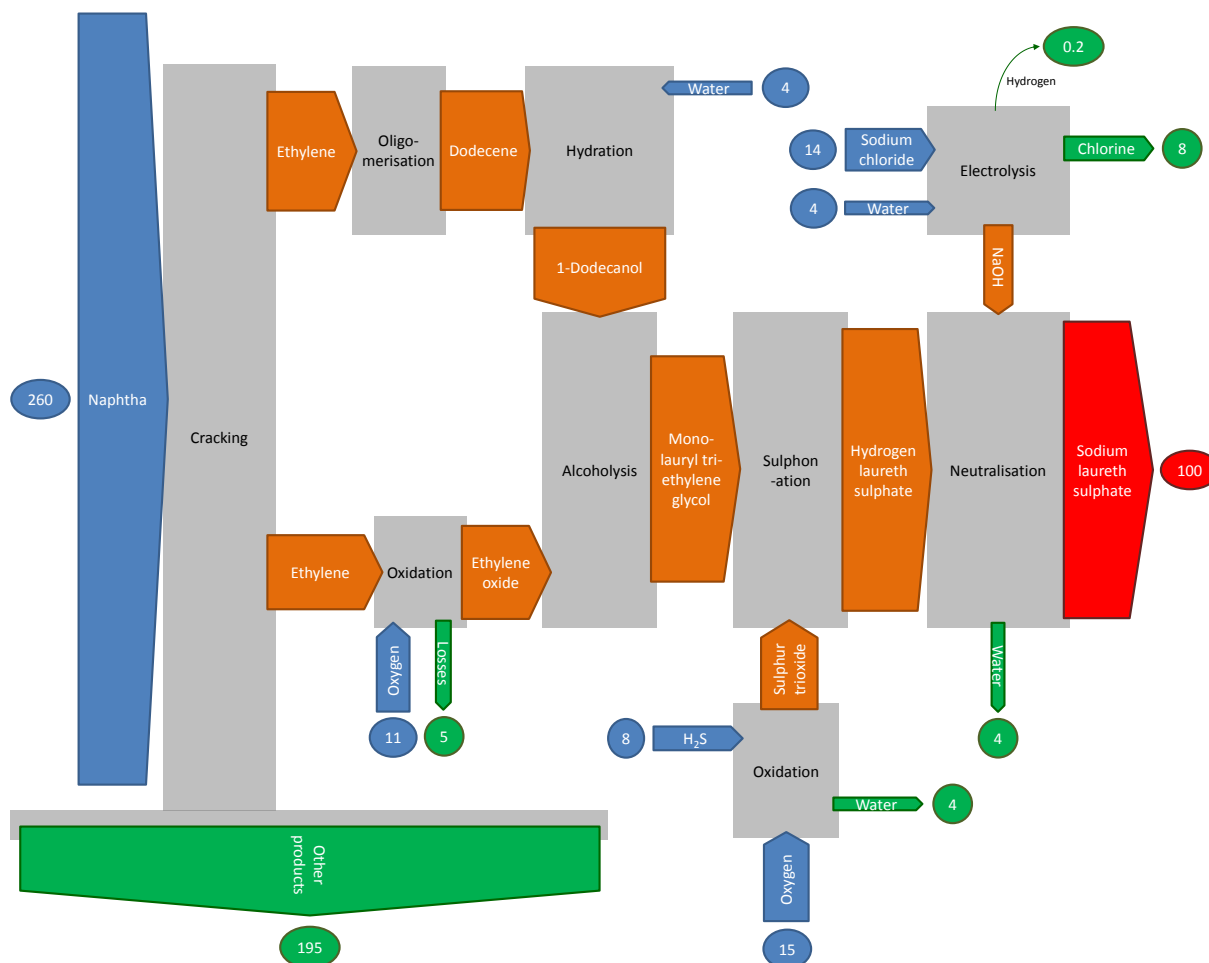 0.2
Hydrogen
Water
4
Ethylene
Oligo-
merisation
Dodecene
Hydration
14
Sodium
chloride
Electrolysis
Chlorine
8
4
Water
1-Dodecanol
NaOH
260
Naphtha
Cracking
Alcoholysis
Mono-
lauryl tri-
ethylene
glycol
Sulphon
-ation
Hydrogen
laureth
sulphate
Neutralisation
Sodium
laureth
sulphate
100
Ethylene
Oxidation
Ethylene
oxide
Oxygen
11
Losses
5
Sulphur
trioxide
Water
4
8
H₂S
Oxidation
Water
4
Oxygen
15
Other
products
195